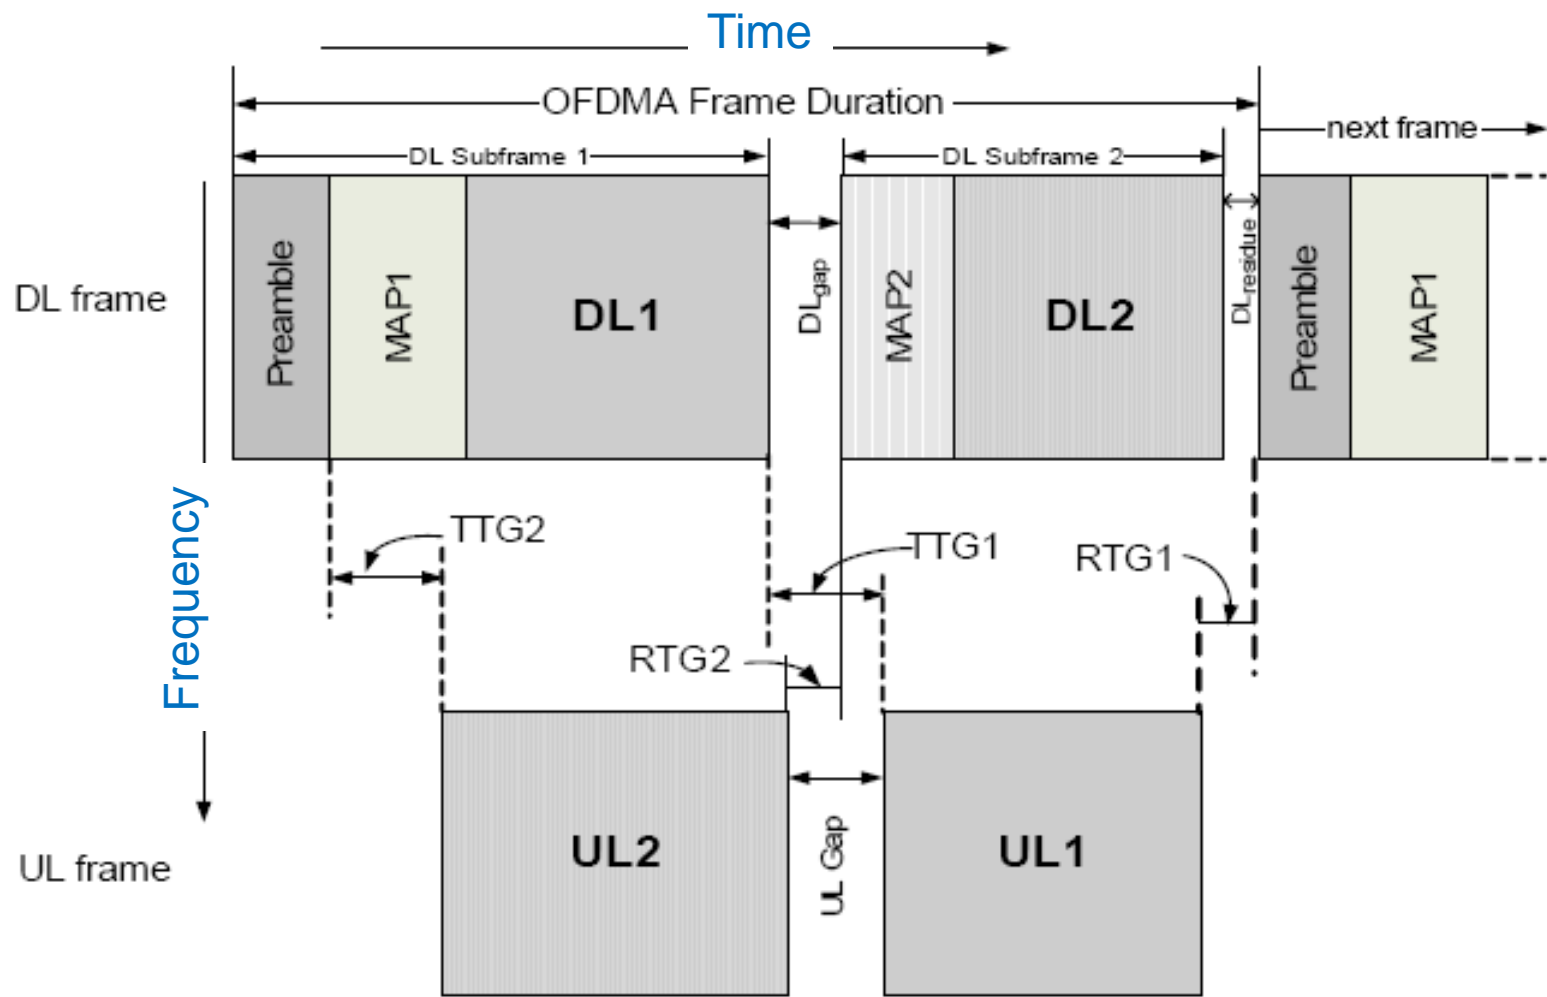 Time
OFDMA Frame Duration
next frame
DL Subframe 1
DL Subframe 2
DL frame
Preamble
MAP1
DL1
DLgap
MAP2
DL2
DLresidue
Preamble
MAP1
Frequency
TTG2
TTG1
RTG1
RTG2
UL frame
UL2
UL Gap
UL1